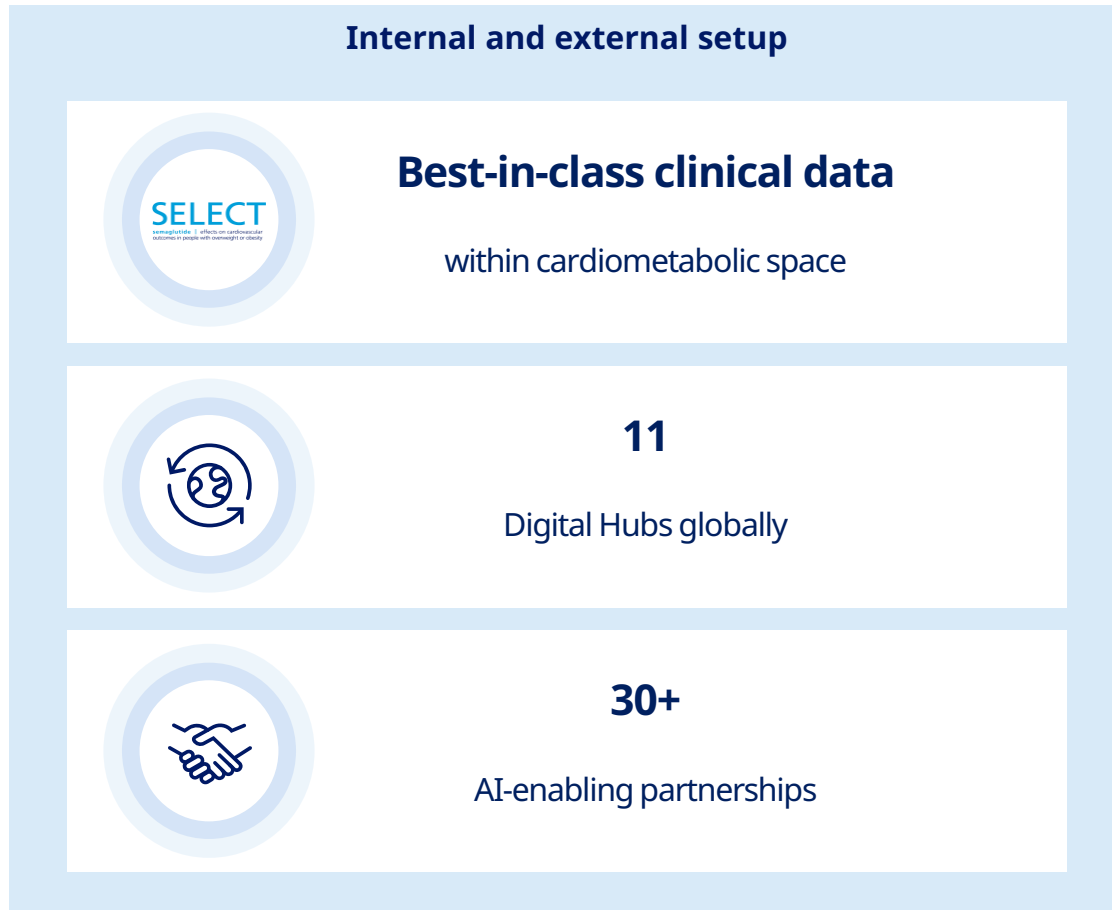 Internal and external setup
SELECT
semaglutide | effects on cardiovascular
outcomes in people with overweight or obesity
Best-in-class clinical data
within cardiometabolic space
11
Digital Hubs globally
30+
AI-enabling partnerships